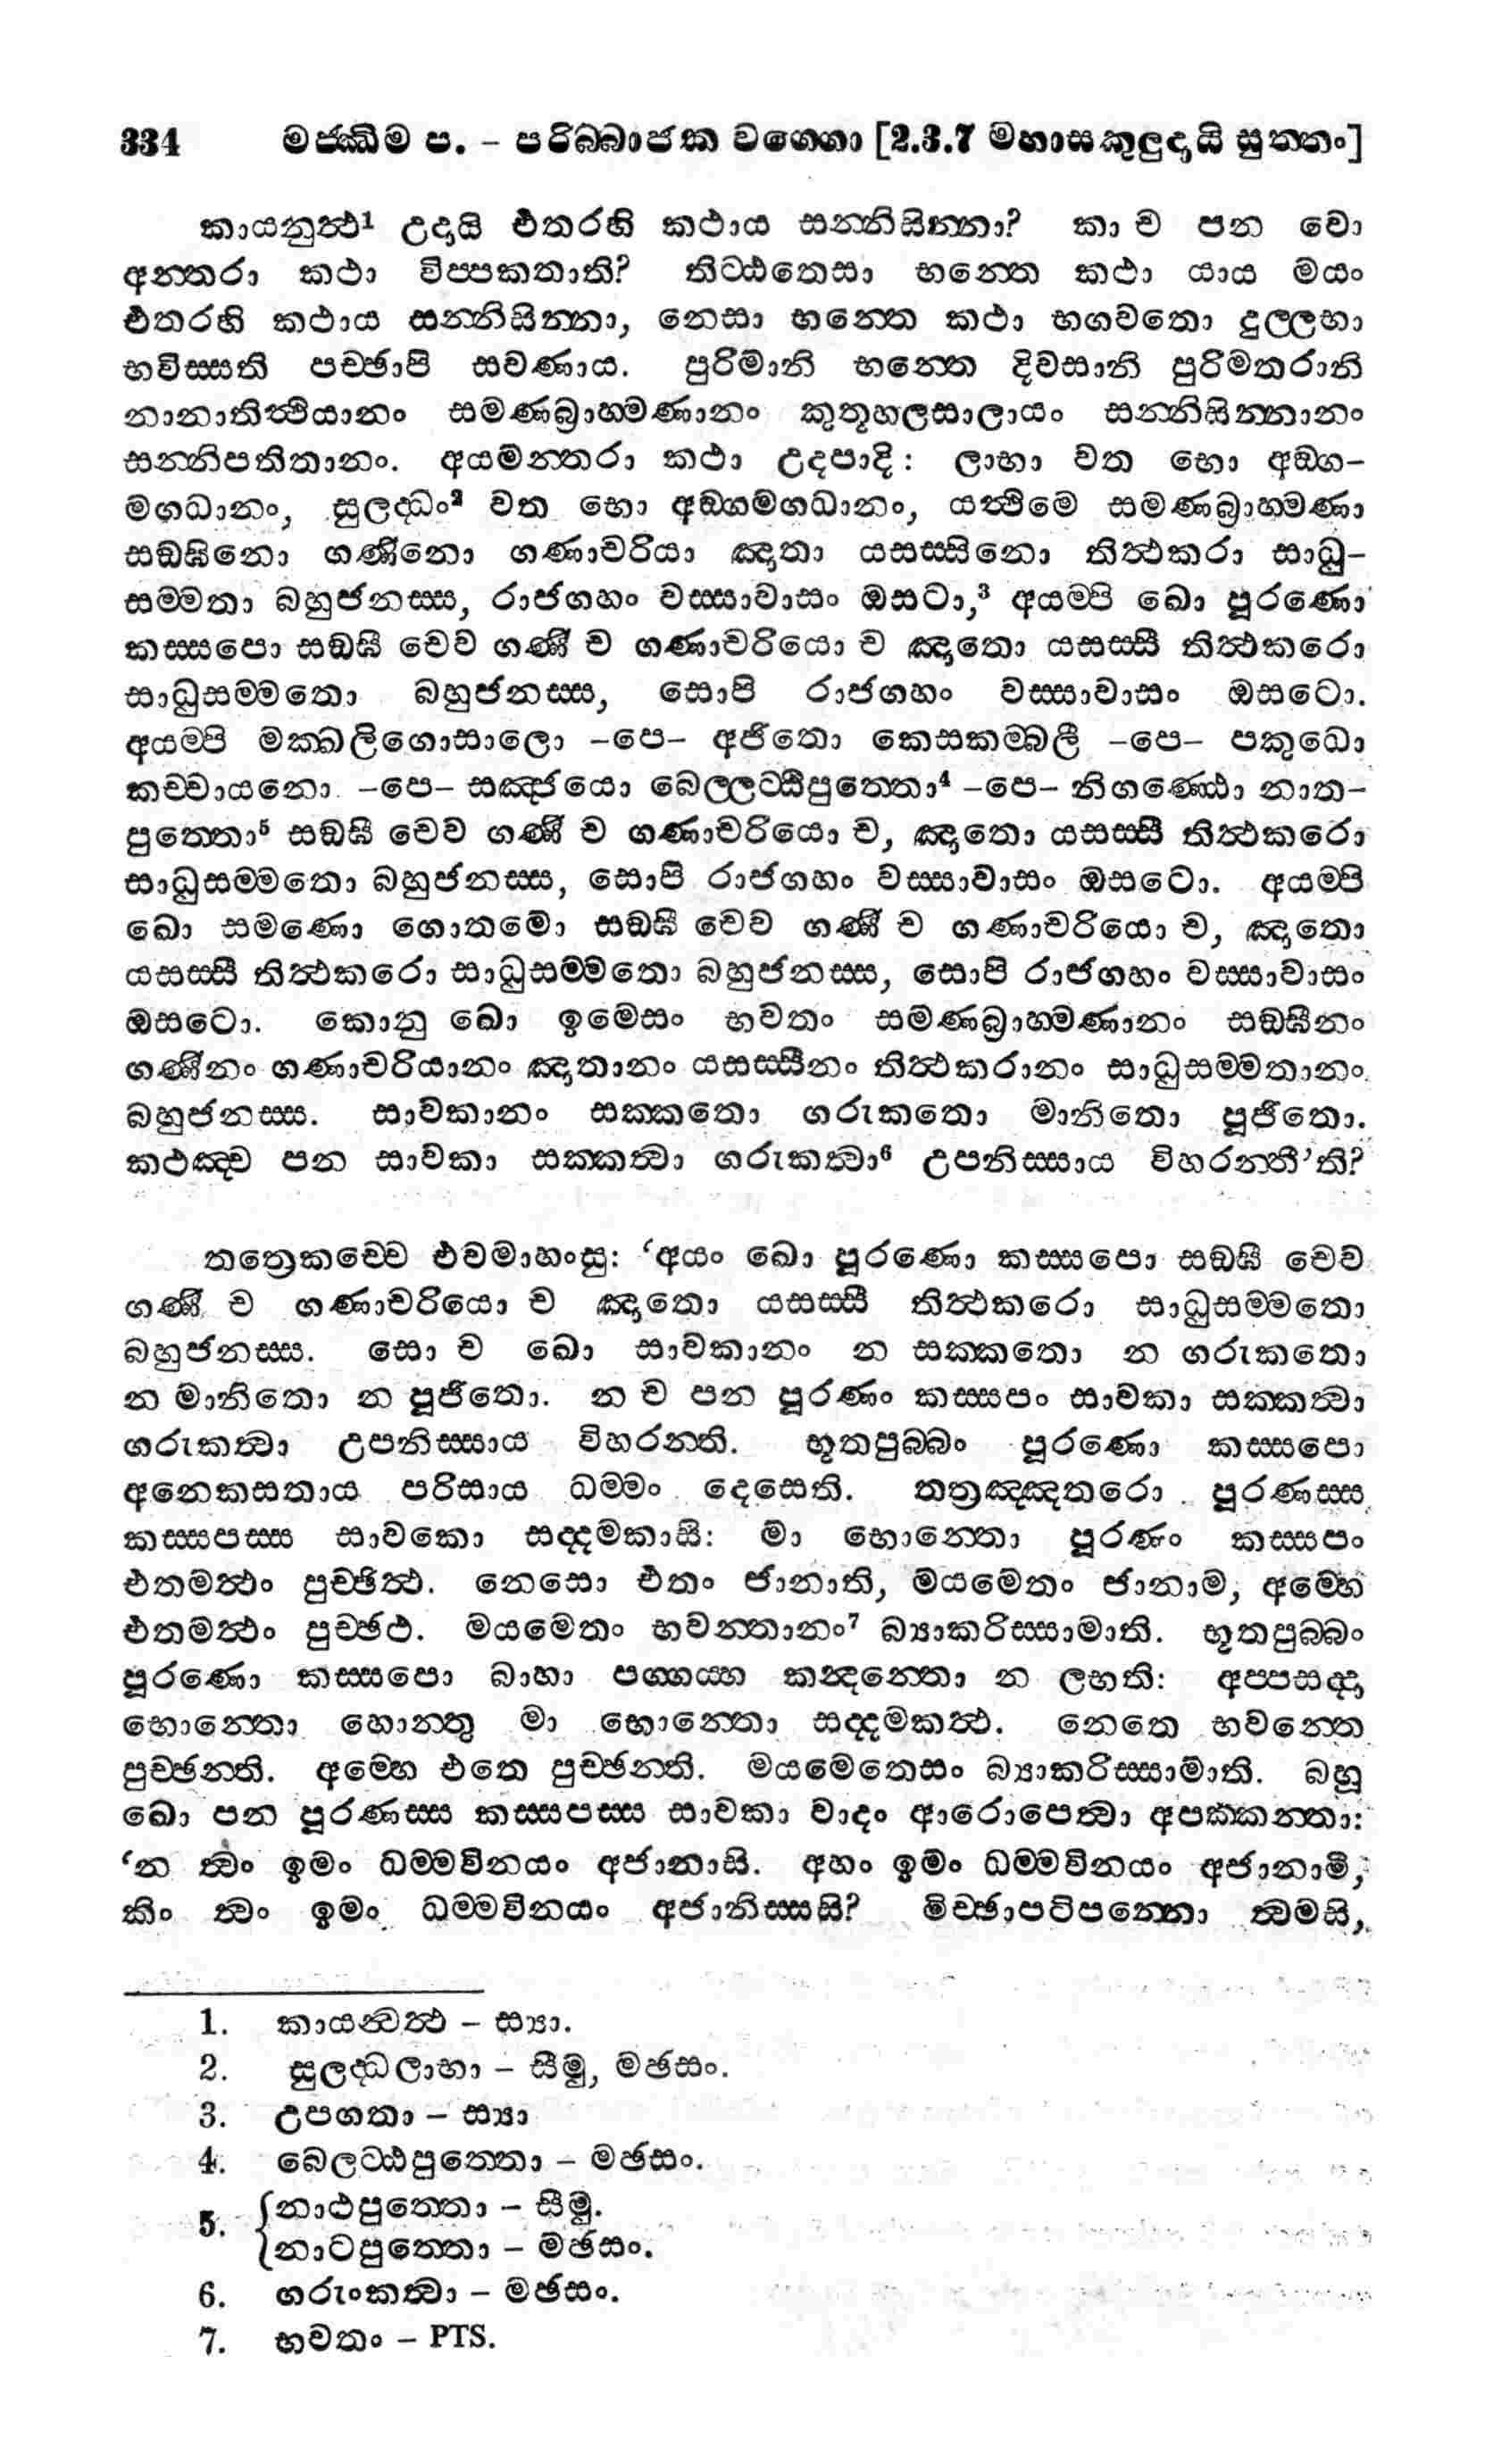 334 මජ්ඣිම ප. – පරිබ්බාජක වග්ගො [2.3.7 මහාසකුලුදායි සුත්තං]
කායනුත්ථ¹ උදායි එතරහි කථාය සන්නිසින්නා? කා ච පන වො
අන්තරා කථා විප්පකතාති? තිට්ඨතෙසා භන්තෙ කථා යාය මයං
එතරහි කථාය සන්නිසින්නා, නෙසා භන්තෙ කථා භගවතො දුල්ලභා
භවිස්සති පච්ඡාපි සවණාය. පුරිමානි භන්තෙ දිවසානි පුරිමතරානි
නානාතිත්ථියානං සමණබ්‍රාහ්මණානං කුතූහලසාලායං සන්නිසින්නානං
සන්නිපතිතානං. අයමන්තරා කථා උදපාදි: ලාභා වත භො අඞ්ග-
මගධානං, සුලද්ධං² වත භො අඞ්ගමගධානං, යත්ථිමෙ සමණබ්‍රාහ්මණා
සඞ්ඝිනො ගණිනො ගණාචරියා ඤාතා යසස්සිනො තිත්ථකරා සාධු-
සම්මතා බහුජනස්ස, රාජගහං වස්සාවාසං ඔසටා,³ අයම්පි ඛො පූරණො
කස්සපො සඞ්ඝී චෙව ගණී ච ගණාචරියො ච ඤාතො යසස්සී තිත්ථකරො
සාධුසම්මතො බහුජනස්ස, සොපි රාජගහං වස්සාවාසං ඔසටො.
අයම්පි මක්ඛලිගොසාලො –පෙ– අජිතො කෙසකම්බලී –පෙ– පකුධො
කච්චායනො –පෙ– සඤ්ජයො බෙල්ලට්ඨිපුත්තො⁴ –පෙ– නිගණ්ඨො නාත-
පුත්තො⁵ සඞ්ඝී චෙව ගණී ච ගණාචරියො ච, ඤාතො යසස්සී තිත්ථකරො
සාධුසම්මතො බහුජනස්ස, සොපි රාජගහං වස්සාවාසං ඔසටො. අයම්පි
ඛො සමණො ගොතමො සඞ්ඝී චෙව ගණී ච ගණාචරියො ච, ඤාතො
යසස්සී තිත්ථකරො සාධුසම්මතො බහුජනස්ස, සොපි රාජගහං වස්සාවාසං
ඔසටො. කොනු ඛො ඉමෙසං භවතං සමණබ්‍රාහ්මණානං සඞ්ඝීනං
ගණීනං ගණාචරියානං ඤාතානං යසස්සීනං තිත්ථකරානං සාධුසම්මතානං
බහුජනස්ස. සාවකානං සක්කතො ගරුකතො මානිතො පූජිතො.
කථඤ්ච පන සාවකා සක්කත්වා ගරුකත්වා⁶ උපනිස්සාය විහරන්තී’ති?
තත්‍රෙකච්චෙ එවමාහංසු: ‘අයං ඛො පූරණො කස්සපො සඞ්ඝී චෙව
ගණී ච ගණාචරියො ච ඤාතො යසස්සී තිත්ථකරො සාධුසම්මතො
බහුජනස්ස. සො ච ඛො සාවකානං න සක්කතො න ගරුකතො
න මානිතො න පූජිතො. න ච පන පූරණං කස්සපං සාවකා සක්කත්වා
ගරුකත්වා උපනිස්සාය විහරන්ති. භූතපුබ්බං පූරණො කස්සපො
අනෙකසතාය පරිසාය ධම්මං දෙසෙති. තත්‍රඤ්ඤතරො පූරණස්ස
කස්සපස්ස සාවකො සද්දමකාසි: මා භොන්තො පූරණං කස්සපං
එතමත්ථං පුච්ඡිත්ථ. නෙසො එතං ජානාති, මයමෙතං ජානාම, අම්හෙ
එතමත්ථං පුච්ඡථ. මයමෙතං භවන්තානං⁷ බ්‍යාකරිස්සාමාති. භූතපුබ්බං
පූරණො කස්සපො බාහා පග්ගය්හ කන්දන්තො න ලභති: අප්පසද්දා
භොන්තො හොන්තු මා භොන්තො සද්දමකත්ථ. නෙතෙ භවන්තෙ
පුච්ඡන්ති. අම්හෙ එතෙ පුච්ඡන්ති. මයමෙතෙසං බ්‍යාකරිස්සාමාති. බහූ
ඛො පන පූරණස්ස කස්සපස්ස සාවකා වාදං ආරොපෙත්වා අපක්කන්තා:
‘න ත්වං ඉමං ධම්මවිනයං අජානාසි. අහං ඉමං ධම්මවිනයං අජානාමි,
කිං ත්වං ඉමං ධම්මවිනයං අජානිස්සසි? මිච්ඡාපටිපන්නො ත්වමසි,
1. කායන්වත්ථ – ස්‍යා.
2. සුලද්ධලාභා – සීමු, මඡසං.
3. උපගතා – ස්‍යා
4. බෙලට්ඨපුත්තො – මඡසං.
5. {නාථපුත්තො – සීමු.
{නාටපුත්තො – මඡසං.
6. ගරුංකත්වා – මඡසං.
7. භවතං – PTS.